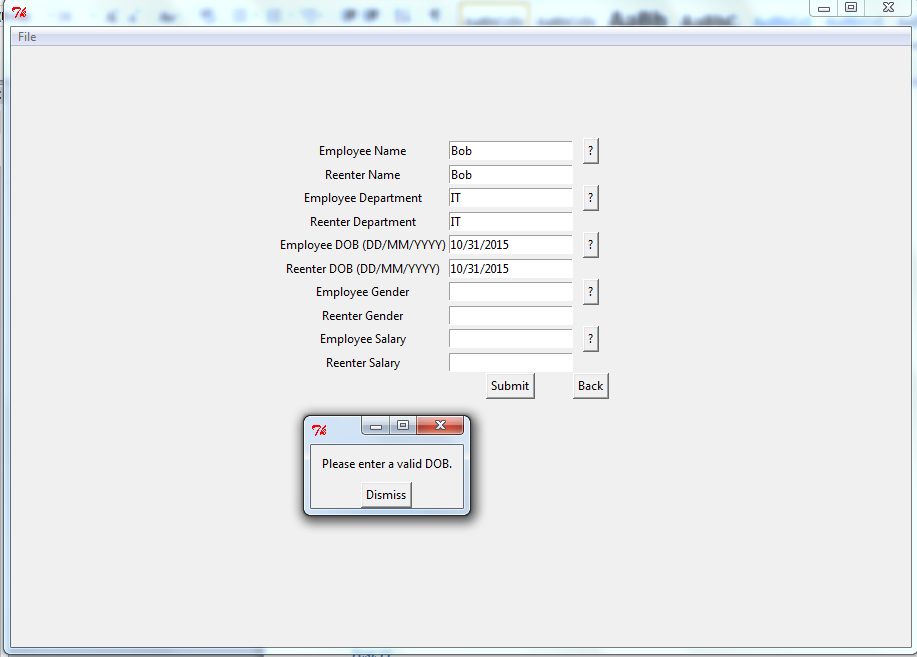 File
Employee Name Bob ?
Reenter Name Bob
Employee Department IT ?
Reenter Department IT
Employee DOB (DD/MM/YYYY) 10/31/2015 ?
Reenter DOB (DD/MM/YYYY) 10/31/2015
Employee Gender ?
Reenter Gender
Employee Salary ?
Reenter Salary
Submit Back
Please enter a valid DOB.
Dismiss